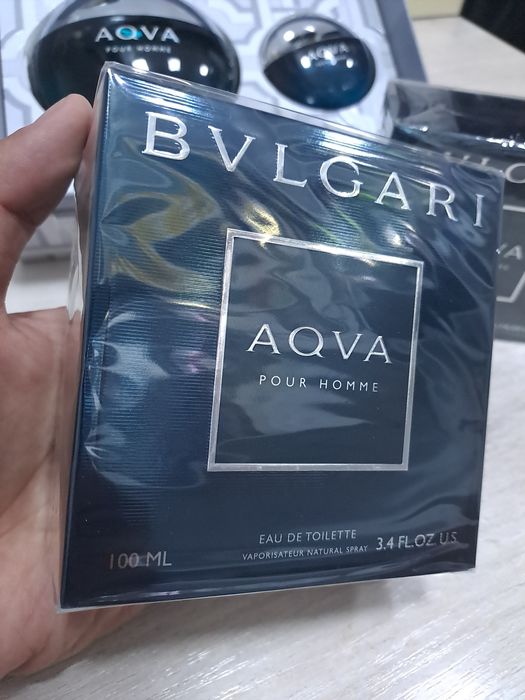 AQVA
POUR HOMME
AQVA
BVLGARI
AQVA
POUR HOMME
EAU DE TOILETTE
VAPORISATEUR NATURAL SPRAY
100 ML
3.4 FL.OZ. U.S.